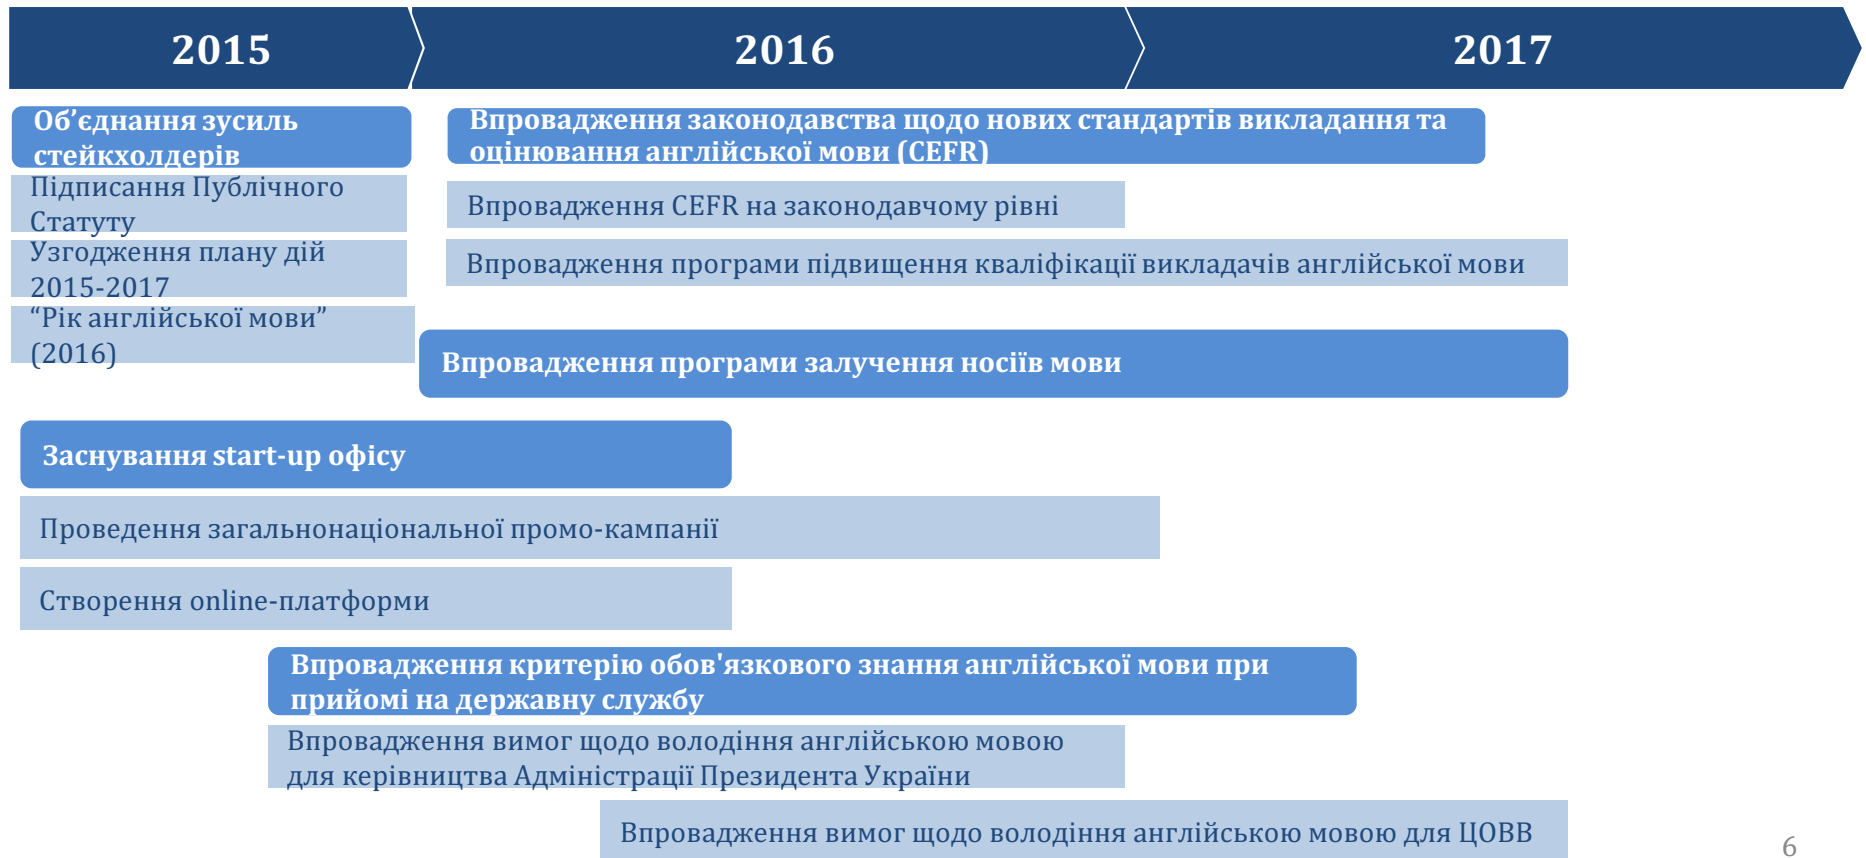 2015
2016
2017
Об’єднання зусиль
стейкхолдерів
Підписання Публічного
Статуту
Узгодження плану дій
2015-2017
“Рік англійської мови”
(2016)
Впровадження законодавства щодо нових стандартів викладання та
оцінювання англійської мови (CEFR)
Впровадження CEFR на законодавчому рівні
Впровадження програми підвищення кваліфікації викладачів англійської мови
Впровадження програми залучення носіїв мови
Заснування start-up офісу
Проведення загальнонаціональної промо-кампанії
Створення online-платформи
Впровадження критерію обов'язкового знання англійської мови при
прийомі на державну службу
Впровадження вимог щодо володіння англійською мовою
для керівництва Адміністрації Президента України
Впровадження вимог щодо володіння англійською мовою для ЦОВВ
6